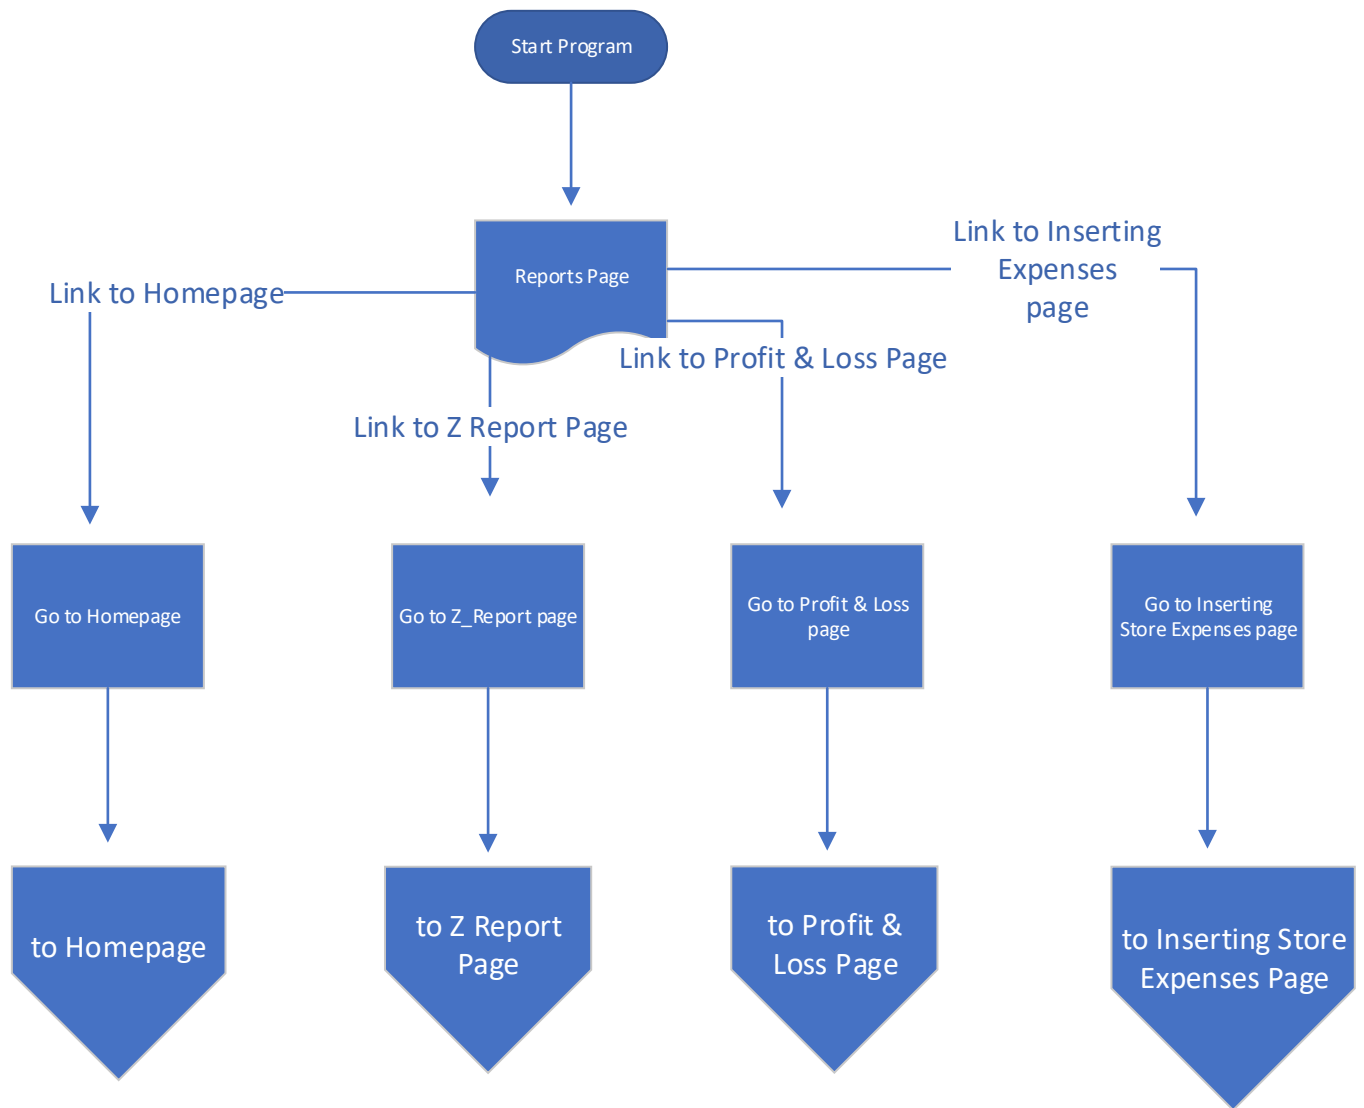 Start Program
Reports Page
Link to Inserting
Expenses
page
Link to Homepage
Link to Profit & Loss Page
Link to Z Report Page
Go to Homepage
Go to Z_Report page
Go to Profit & Loss
page
Go to Inserting
Store Expenses page
to Homepage
to Z Report
Page
to Profit &
Loss Page
to Inserting Store
Expenses Page